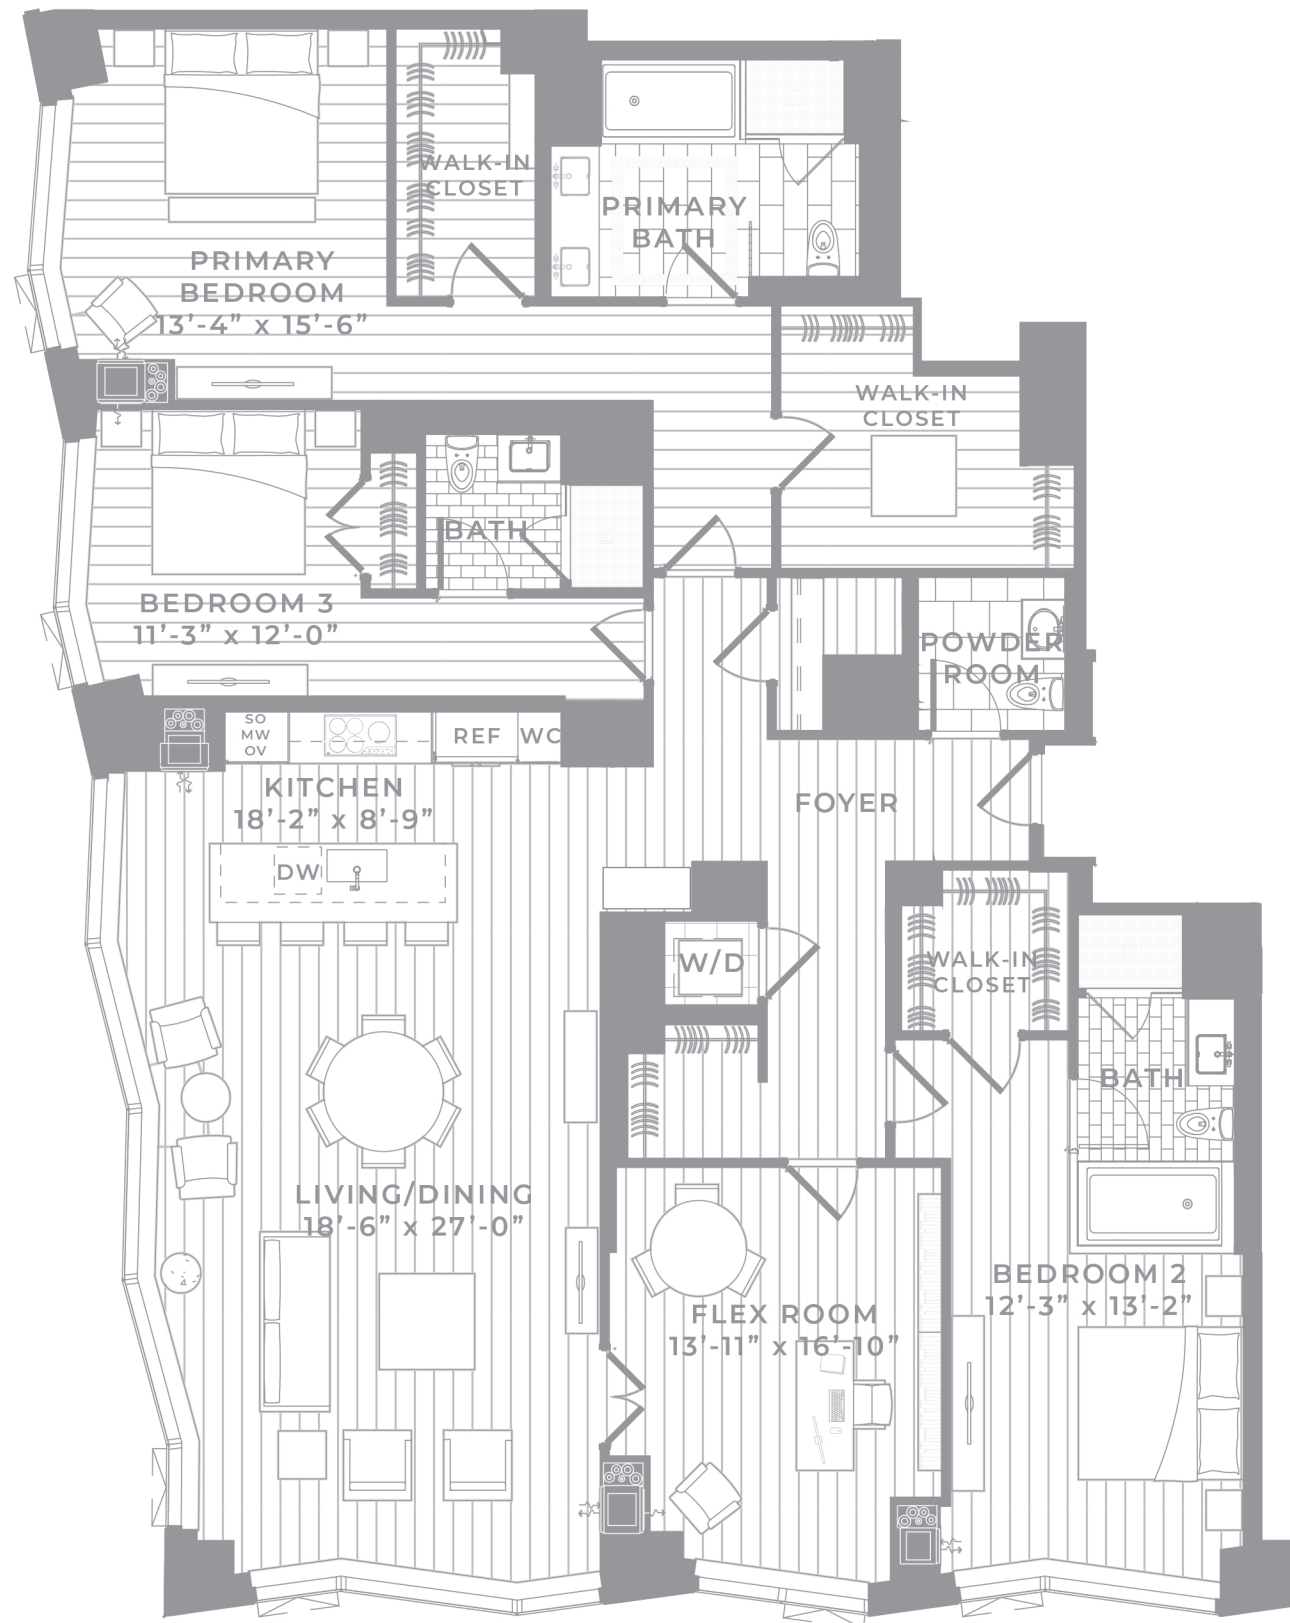 WALK-IN
CLOSET
PRIMARY
BATH
PRIMARY
BEDROOM
13’-4” x 15’-6”
WALK-IN
CLOSET
BATH
BEDROOM 3
11’-3” x 12’-0”
POWDER
ROOM
SO
MW
OV
REF
WC
KITCHEN
18’-2” x 8’-9”
FOYER
DW
W/D
WALK-IN
CLOSET
BATH
LIVING/DINING
18’-6” x 27’-0”
BEDROOM 2
12’-3” x 13’-2”
FLEX ROOM
13’-11” x 16’-10”